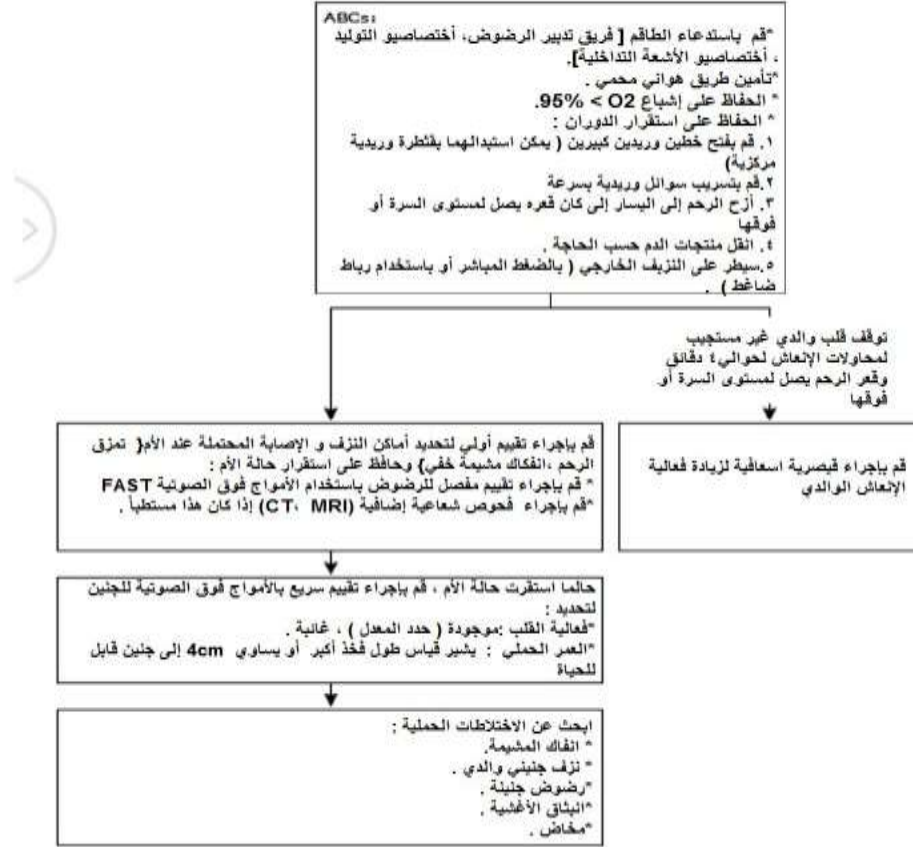 ABCs:
*قم باستدعاء الطاقم [ فريق تدبير الرضوض، أختصاصيو التوليد
، أختصاصيو الأشعة التداخلية].
*تأمين طريق هوائي محمي .
* الحفاظ على إشباع O2 > 95%.
* الحفاظ على استقرار الدوران :
١. قم بفتح خطين وريدين كبيرين ( يمكن استبدالهما بقثطرة وريدية
مركزية)
٢.قم بتسريب سوائل وريدية بسرعة
٣. أزح الرحم إلى اليسار إلى كان قعره يصل لمستوى السرة أو
فوقها
٤. انقل منتجات الدم حسب الحاجة .
٥.سيطر على النزيف الخارجي ( بالضغط المباشر أو باستخدام رباط
ضاغط ) .
توقف قلب والدي غير مستجيب
لمحاولات الإنعاش لحوالي٤ دقائق
وقعر الرحم يصل لمستوى السرة أو
فوقها
قم بإجراء قيصرية اسعافية لزيادة فعالية
الإنعاش الوالدي
قم بإجراء تقييم أولي لتحديد أماكن النزف و الإصابة المحتملة عند الأم{ تمزق
الرحم ،انفكاك مشيمة خفي} وحافظ على استقرار حالة الأم :
* قم بإجراء تقييم مفصل للرضوض باستخدام الأمواج فوق الصوتية FAST
*قم بإجراء فحوص شعاعية إضافية (CT، MRI) إذا كان هذا مستطبأ .
حالما استقرت حالة الأم ، قم بإجراء تقييم سريع بالأمواج فوق الصوتية للجنين
لتحديد :
*فعالية القلب :موجودة ( حدد المعدل ) ، غائبة .
*العمر الحملي : يشير قياس طول فخذ أكبر أو يساوي 4cm إلى جنين قابل
للحياة
ابحث عن الاختلاطات الحملية :
* انفاك المشيمة.
* نزف جنيني والدي .
*رضوض جنينة .
*انبثاق الأغشية .
*مخاض .